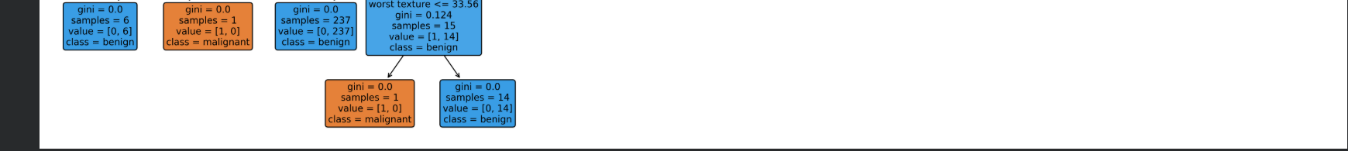 gini = 0.0
samples = 6
value = [0, 6]
class = benign
gini = 0.0
samples = 1
value = [1, 0]
class = malignant
gini = 0.0
samples = 237
value = [0, 237]
class = benign
worst texture <= 33.56
gini = 0.124
samples = 15
value = [1, 14]
class = benign
gini = 0.0
samples = 1
value = [1, 0]
class = malignant
gini = 0.0
samples = 14
value = [0, 14]
class = benign